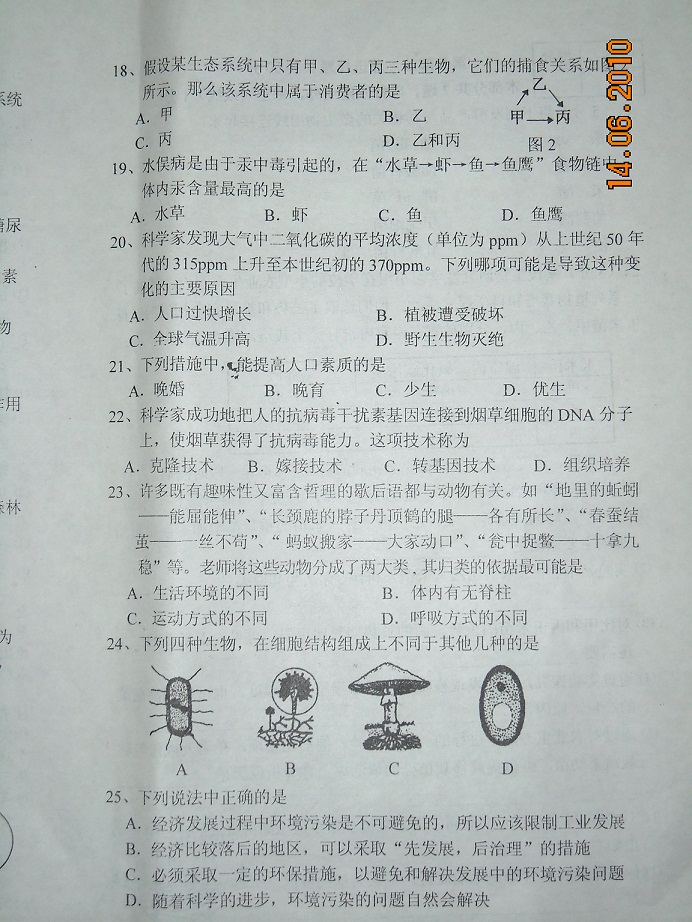 系统
18、假设某生态系统中只有甲、乙、丙三种生物，它们的捕食关系如图2
所示。那么该系统中属于消费者的是
A．甲 B．乙
C．丙 D．乙和丙
乙
甲 丙
图2
14.06.2010
19、水俣病是由于汞中毒引起的，在“水草→虾→鱼→鱼鹰”食物链中
体内汞含量最高的是
A．水草 B．虾 C．鱼 D．鱼鹰
尿
20、科学家发现大气中二氧化碳的平均浓度（单位为 ppm）从上世纪 50 年
代的 315ppm 上升至本世纪初的 370ppm。下列哪项可能是导致这种变
素
化的主要原因
A．人口过快增长 B．植被遭受破坏
物
C．全球气温升高 D．野生生物灭绝
21、下列措施中，能提高人口素质的是
A．晚婚 B．晚育 C．少生 D．优生
作用
22、科学家成功地把人的抗病毒干扰素基因连接到烟草细胞的 DNA 分子
上，使烟草获得了抗病毒能力。这项技术称为
A．克隆技术 B．嫁接技术 C．转基因技术 D．组织培养
23、许多既有趣味性又富含哲理的歇后语都与动物有关。如“地里的蚯蚓
森林
——能屈能伸”、“长颈鹿的脖子丹顶鹤的腿——各有所长”、“春蚕结
茧——一丝不苟”、“蚂蚁搬家——大家动口”、“瓮中捉鳖——十拿九
稳”等。老师将这些动物分成了两大类，其归类的依据最可能是
A．生活环境的不同 B．体内有无脊柱
C．运动方式的不同 D．呼吸方式的不同
为
24、下列四种生物，在细胞结构组成上不同于其他几种的是
A B C D
25、下列说法中正确的是
A．经济发展过程中环境污染是不可避免的，所以应该限制工业发展
B．经济比较落后的地区，可以采取“先发展，后治理”的措施
C．必须采取一定的环保措施，以避免和解决发展中的环境污染问题
D．随着科学的进步，环境污染的问题自然会解决